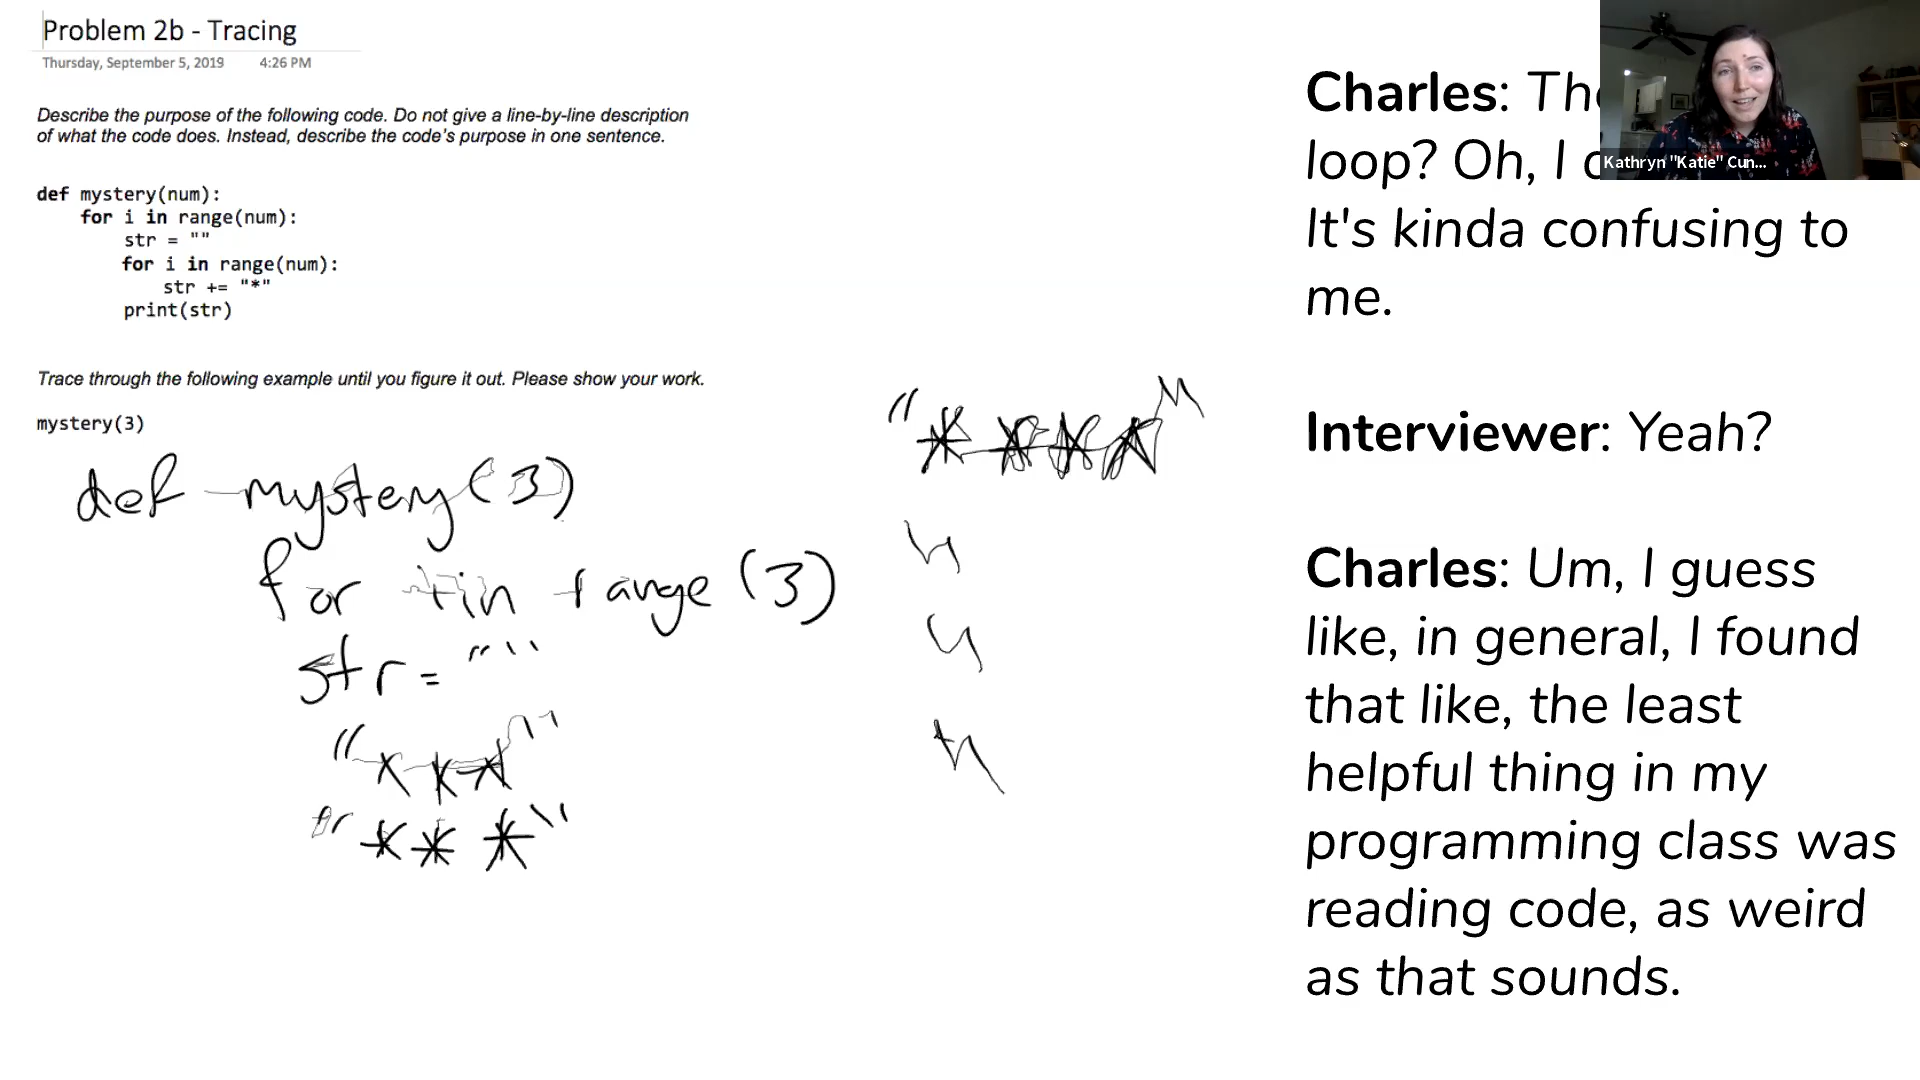 Problem 2b - Tracing
Thursday, September 5, 2019 4:26 PM
Describe the purpose of the following code. Do not give a line-by-line description
of what the code does. Instead, describe the code's purpose in one sentence.
def mystery(num):
for i in range(num):
str = ""
for i in range(num):
str += "*"
print(str)
Trace through the following example until you figure it out. Please show your work.
mystery(3)
def mystery(3)
for in range(3)
str = ""
"***"
***"
"****"
Charles:
loop? Oh, I
It's kinda confusing to
me.
Interviewer: Yeah?
Charles: Um, I guess
like, in general, I found
that like, the least
helpful thing in my
programming class was
reading code, as weird
as that sounds.
Kathryn "Katie" Cun...